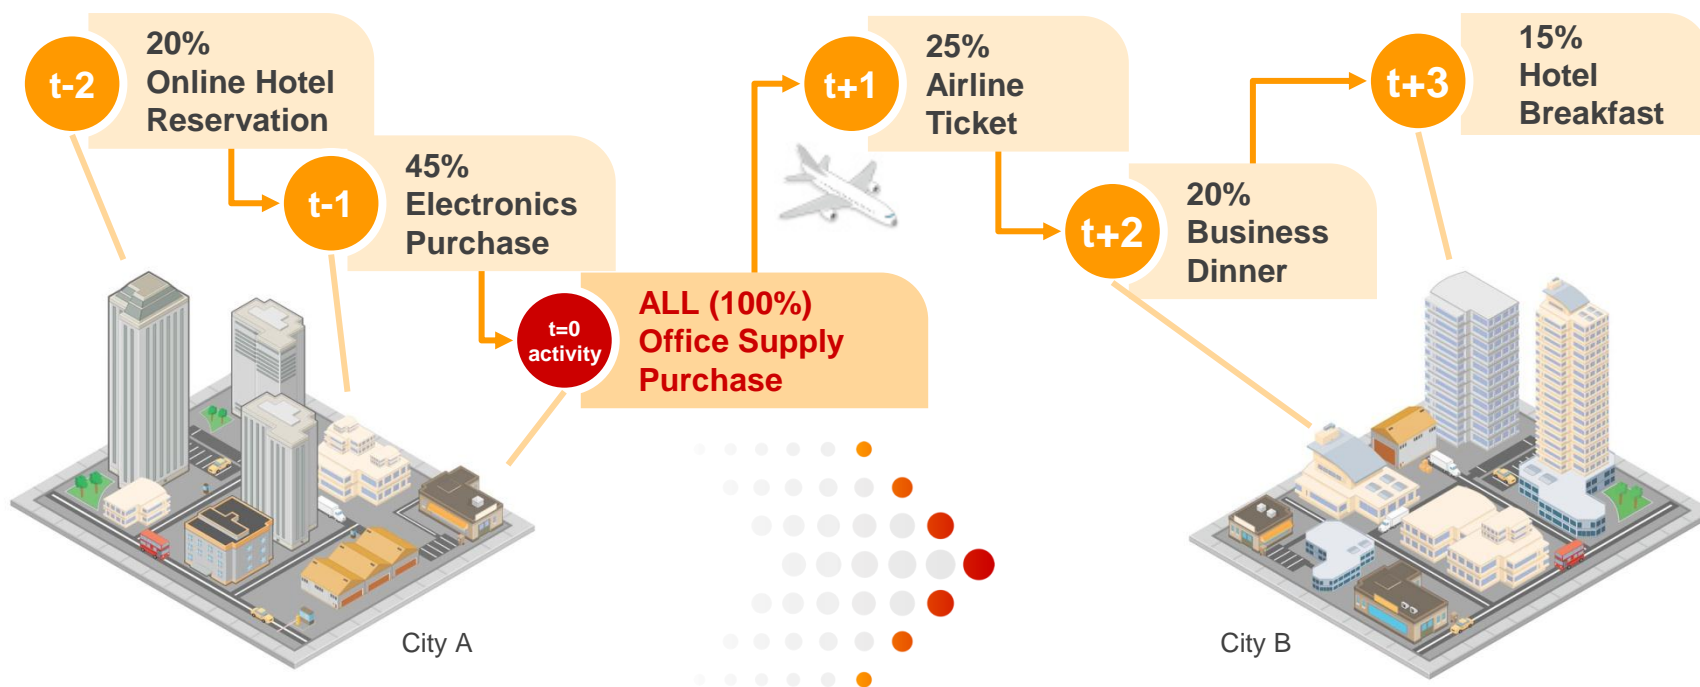 t-2
20%
Online Hotel
Reservation
t-1
45%
Electronics
Purchase
t=0
activity
ALL (100%)
Office Supply
Purchase
t+1
25%
Airline
Ticket
t+2
20%
Business
Dinner
t+3
15%
Hotel
Breakfast
City A
City B